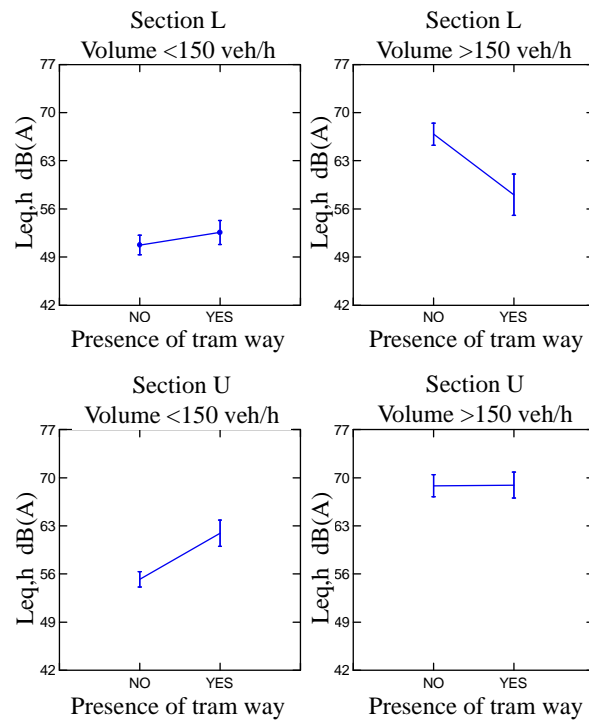 Section L
Volume <150 veh/h
77
70
63
56
49
42
Leq,h dB(A)
NO YES
Presence of tram way
Section L
Volume >150 veh/h
77
70
63
56
49
42
Leq,h dB(A)
NO YES
Presence of tram way
Section U
Volume <150 veh/h
77
70
63
56
49
42
Leq,h dB(A)
NO YES
Presence of tram way
Section U
Volume >150 veh/h
77
70
63
56
49
42
Leq,h dB(A)
NO YES
Presence of tram way